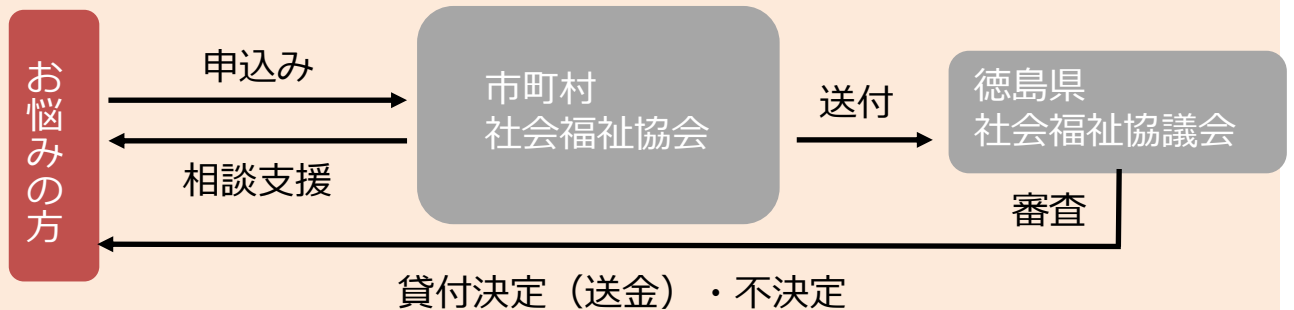 お悩みの方
申込み
相談支援
市町村
社会福祉協会
送付
徳島県
社会福祉協議会
審査
貸付決定（送金）・不決定